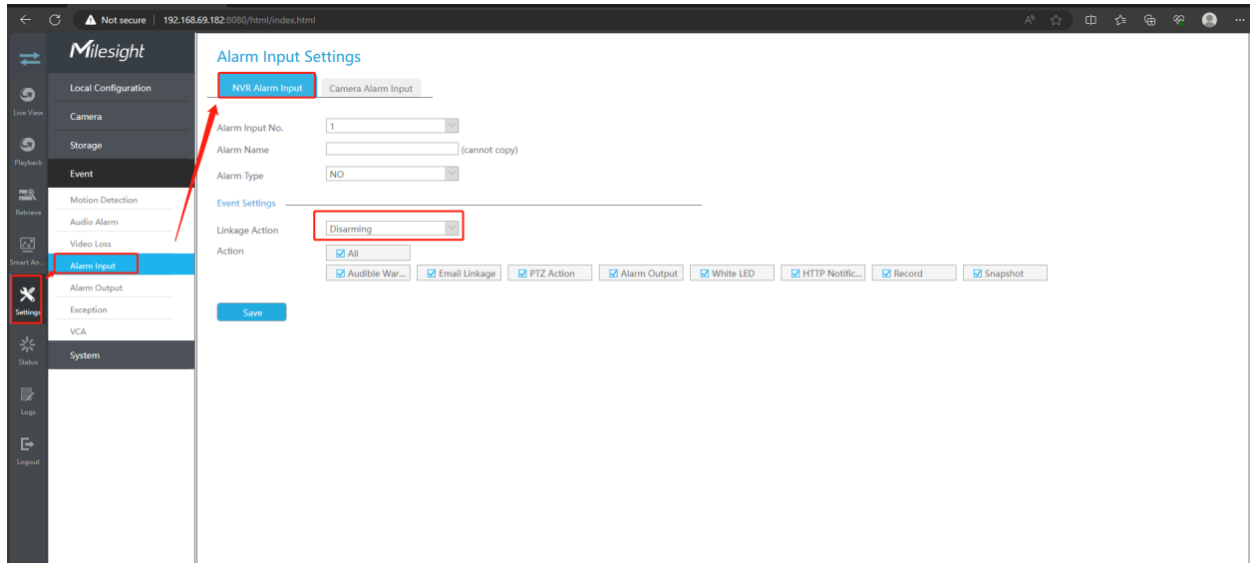 Not secure 192.168.69.182:8080/html/index.html
Milesight
Alarm Input Settings
Local Configuration
Camera
Storage
Event
Motion Detection
Audio Alarm
Video Loss
Alarm Input
Alarm Output
Exception
VCA
System
Live View
Playback
Retrieve
Smart An...
Settings
Status
Logs
Logout
NVR Alarm Input Camera Alarm Input
Alarm Input No. 1
Alarm Name (cannot copy)
Alarm Type NO
Event Settings
Linkage Action Disarming
Action All
Audible War... Email Linkage PTZ Action Alarm Output White LED HTTP Notific... Record Snapshot
Save